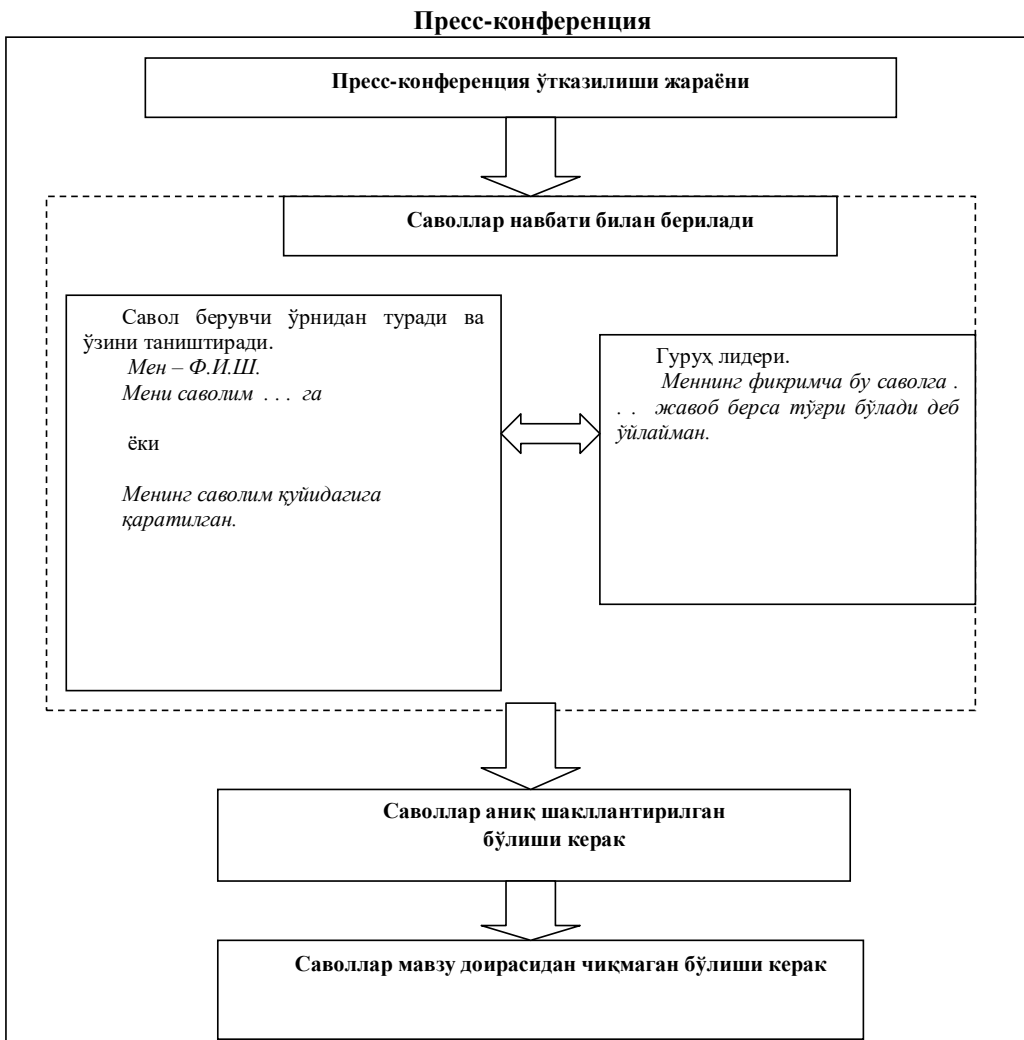 Пресс-конференция
Пресс-конференция ўтказилиши жараёни
Саволлар навбати билан берилади
Савол берувчи ўрнидан туради ва
ўзини таништиради.
Мен – Ф.И.Ш.
Мени саволим . . . га
ёки
Менинг саволим қуйидагига
қаратилган.
Гуруҳ лидери.
Меннинг фикримча бу саволга .
. . жавоб берса тўғри бўлади деб
ўйлайман.
Саволлар аниқ шакллантирилган
бўлиши керак
Саволлар мавзу доирасидан чиқмаган бўлиши керак